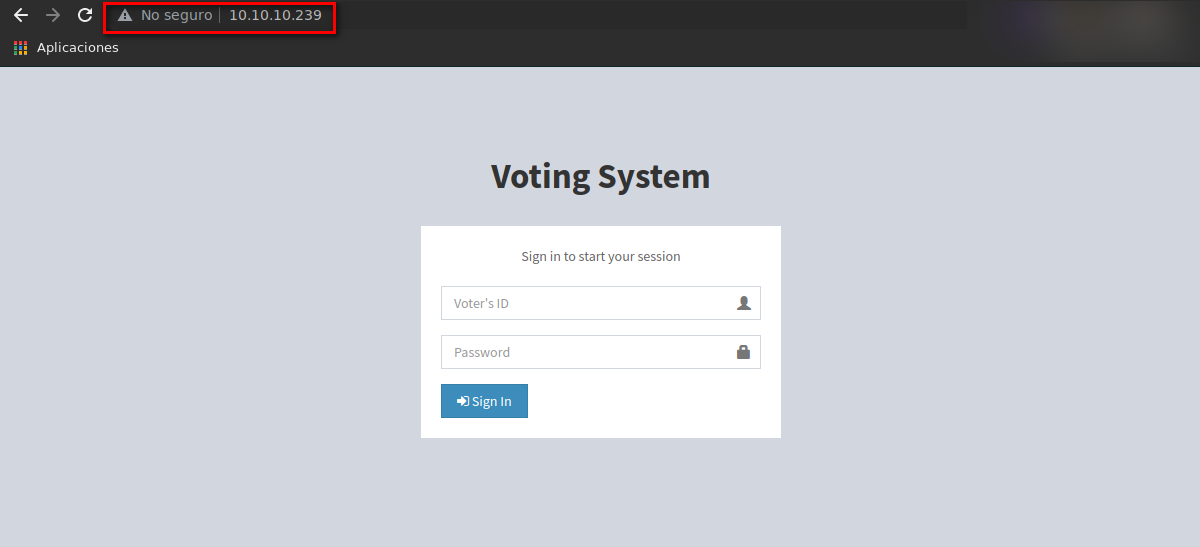 No seguro | 10.10.10.239
Aplicaciones
Voting System
Sign in to start your session
Voter's ID
Password
Sign In